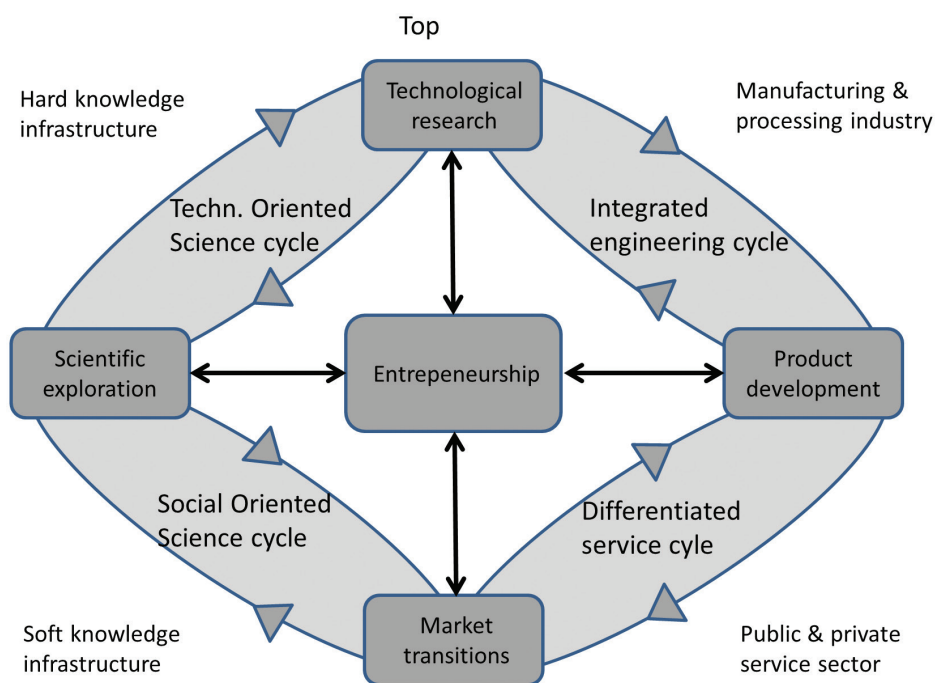 Top
Hard knowledge
infrastructure
Technological
research
Manufacturing &
processing industry
Techn. Oriented
Science cycle
Integrated
engineering cycle
Scientific
exploration
Entrepeneurship
Product
development
Social Oriented
Science cycle
Differentiated
service cyle
Soft knowledge
infrastructure
Market
transitions
Public & private
service sector